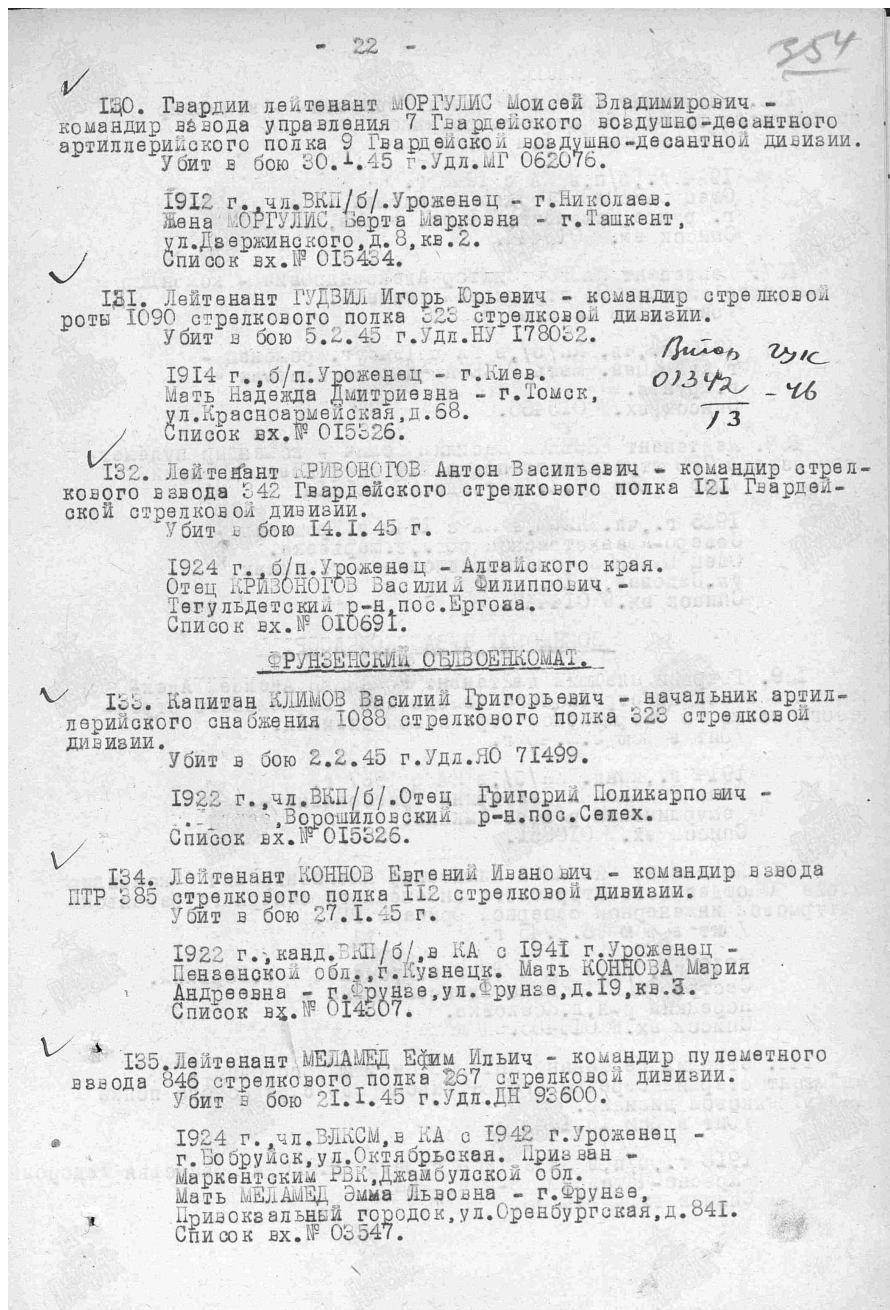 - 22 -
354
130. Гвардии лейтенант МОРГУЛИС Моисей Владимирович -
командир взвода управления 7 Гвардейского воздушно-десантного
артиллерийского полка 9 Гвардейской воздушно-десантной дивизии.
Убит в бою 30.1.45 г.Удл.МГ 062076.
1912 г.,чл.ВКП/б/.Уроженец - г.Николаев.
Жена МОРГУЛИС Берта Марковна - г.Ташкент,
ул.Дзержинского,д.8,кв.2.
Список вх.№ 015434.
131. Лейтенант ГУДВИЛ Игорь Юрьевич - командир стрелковой
роты 1090 стрелкового полка 323 стрелковой дивизии.
Убит в бою 5.2.45 г.Удл.НУ 178032.
1914 г.,б/п.Уроженец - г.Киев.
Мать Надежда Дмитриевна - г.Томск,
ул.Красноармейская,д.68.
Список вх.№ 015326.
01342 - 46
13
132. Лейтенант КРИВОНОГОВ Антон Васильевич - командир стрел-
кового взвода 342 Гвардейского стрелкового полка 121 Гвардей-
ской стрелковой дивизии.
Убит в бою 14.1.45 г.
1924 г.,б/п.Уроженец - Алтайского края.
Отец КРИВОНОГОВ Василий Филиппович -
Тегульдетский р-н,пос.Ергоза.
Список вх.№ 010691.
ФРУНЗЕНСКИЙ ОБЛВОЕНКОМАТ.
133. Капитан КЛИМОВ Василий Григорьевич - начальник артил-
лерийского снабжения 1088 стрелкового полка 323 стрелковой
дивизии.
Убит в бою 2.2.45 г.Удл.ЯО 71499.
1922 г.,чл.ВКП/б/.Отец Григорий Поликарпович -
,Ворошиловский р-н.пос.Селех.
Список вх.№ 015326.
134. Лейтенант КОННОВ Евгений Иванович - командир взвода
ПТР 385 стрелкового полка 112 стрелковой дивизии.
Убит в бою 27.1.45 г.
1922 г.,канд.ВКП/б/,в КА с 1941 г.Уроженец -
Пензенской обл.,г.Кузнецк. Мать КОННОВА Мария
Андреевна - г.Фрунзе,ул.Фрунзе,д.19,кв.3.
Список вх.№ 014307.
135.Лейтенант МЕЛАМЕД Ефим Ильич - командир пулеметного
взвода 846 стрелкового полка 267 стрелковой дивизии.
Убит в бою 21.1.45 г.Удл.ДН 93600.
1924 г.,чл.ВЛКСМ,в КА с 1942 г.Уроженец -
г.Бобруйск,ул.Октябрьская. Призван -
Маркентским РВК,Джамбулской обл.
Мать МЕЛАМЕД Эмма Львовна - г.Фрунзе,
Привокзальный городок,ул.Оренбургская,д.841.
Список вх.№ 03547.